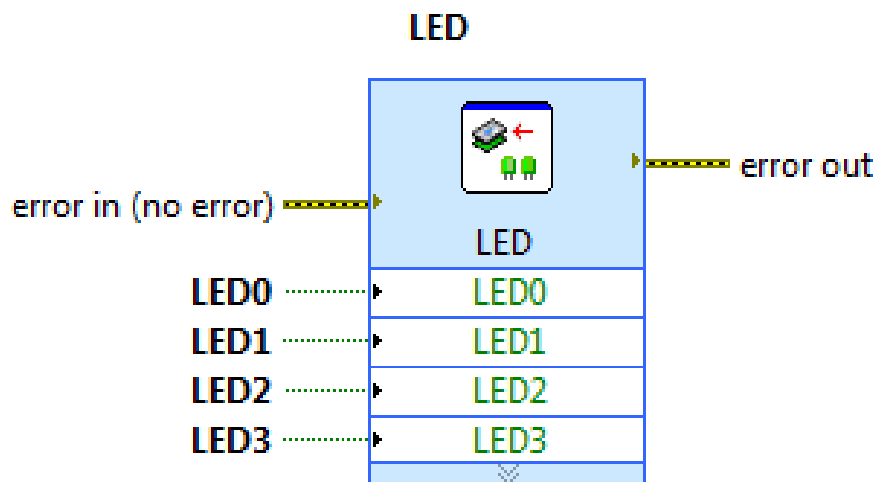 LED
error out
error in (no error)
LED
LED0 LED0
LED1 LED1
LED2 LED2
LED3 LED3